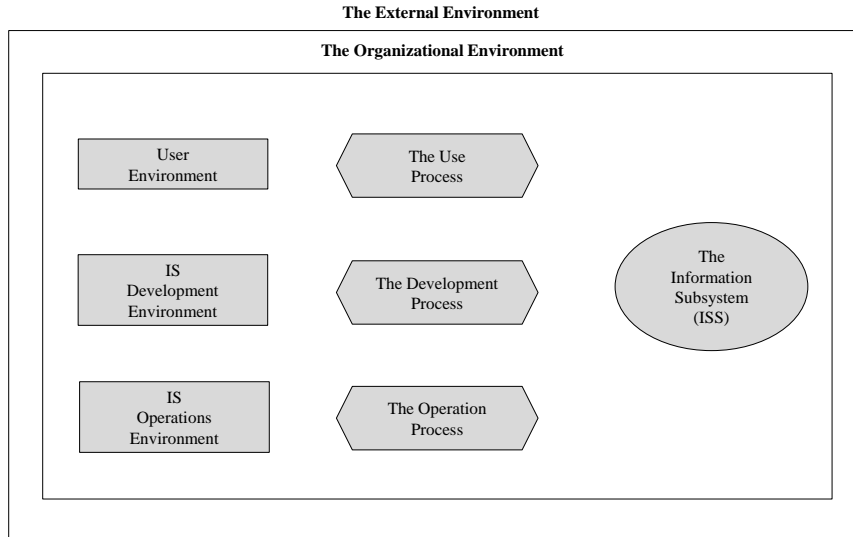 The External Environment
The Organizational Environment
User
Environment
The Use
Process
IS
Development
Environment
The Development
Process
The
Information
Subsystem
(ISS)
IS
Operations
Environment
The Operation
Process